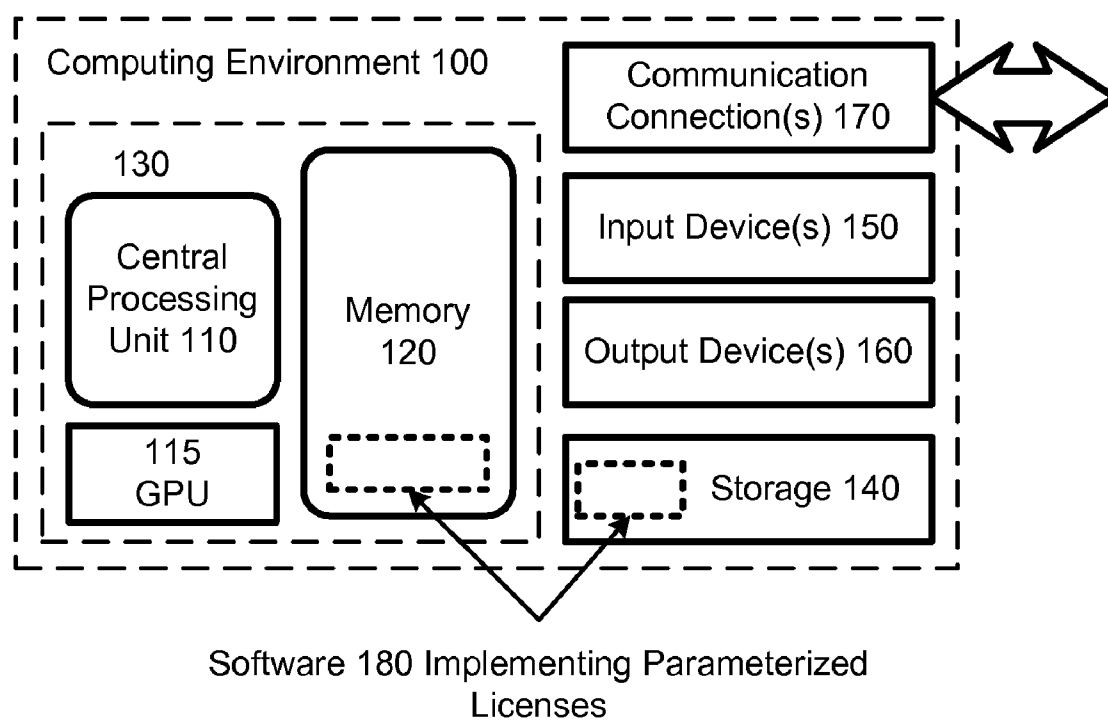 Computing Environment 100
130
Central
Processing
Unit 110
115
GPU
Memory
120
Communication
Connection(s) 170
Input Device(s) 150
Output Device(s) 160
Storage 140
Software 180 Implementing Parameterized
Licenses